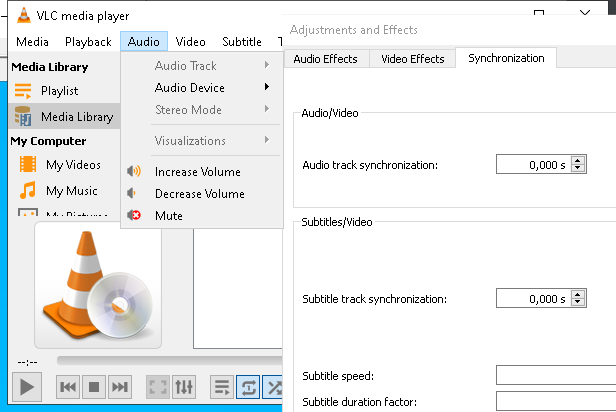 VLC media player
Media Playback Audio Video Subtitle
Media Library
Playlist
Media Library
My Computer
My Videos
My Music
My Pictures
Audio Track
Audio Device
Stereo Mode
Visualizations
Increase Volume
Decrease Volume
Mute
--:--
Adjustments and Effects
Audio Effects Video Effects Synchronization
Audio/Video
Audio track synchronization: 0,000 s
Subtitles/Video
Subtitle track synchronization: 0,000 s
Subtitle speed:
Subtitle duration factor: